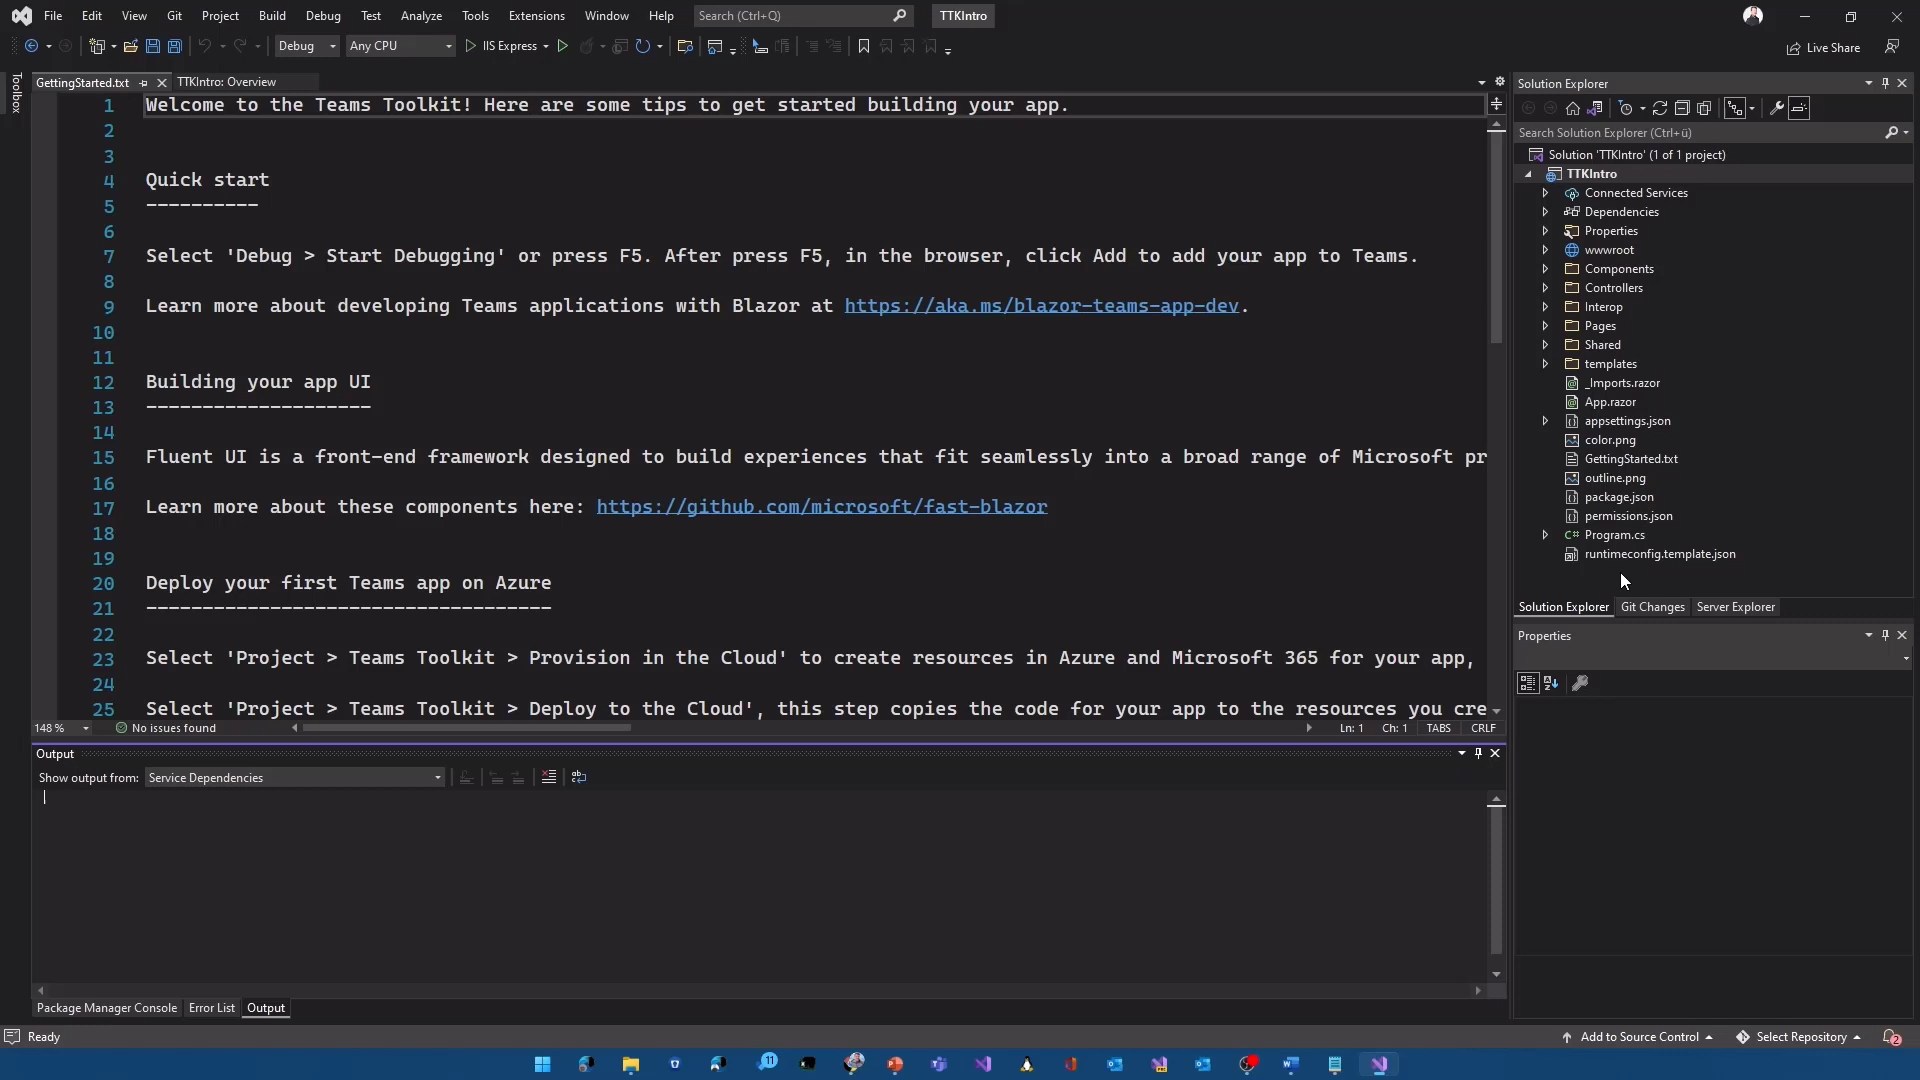 File Edit View Git Project Build Debug Test Analyze Tools Extensions Window Help Search (Ctrl+Q) TTKIntro
Debug Any CPU IIS Express Live Share
Toolbox
GettingStarted.txt TTKIntro: Overview
1 Welcome to the Teams Toolkit! Here are some tips to get started building your app.
2
3
4 Quick start
5 ----------
6
7 Select 'Debug > Start Debugging' or press F5. After press F5, in the browser, click Add to add your app to Teams.
8
9 Learn more about developing Teams applications with Blazor at https://aka.ms/blazor-teams-app-dev.
10
11
12 Building your app UI
13 --------------------
14
15 Fluent UI is a front-end framework designed to build experiences that fit seamlessly into a broad range of Microsoft pr
16
17 Learn more about these components here: https://github.com/microsoft/fast-blazor
18
19
20 Deploy your first Teams app on Azure
21 ------------------------------------
22
23 Select 'Project > Teams Toolkit > Provision in the Cloud' to create resources in Azure and Microsoft 365 for your app,
24
25 Select 'Project > Teams Toolkit > Deploy to the Cloud', this step copies the code for your app to the resources you cre
148 % No issues found Ln: 1 Ch: 1 TABS CRLF
Output
Show output from: Service Dependencies
Package Manager Console Error List Output
Solution Explorer
Search Solution Explorer (Ctrl+ü)
Solution 'TTKIntro' (1 of 1 project)
TTKIntro
Connected Services
Dependencies
Properties
wwwroot
Components
Controllers
Interop
Pages
Shared
templates
_Imports.razor
App.razor
appsettings.json
color.png
GettingStarted.txt
outline.png
package.json
permissions.json
C# Program.cs
runtimeconfig.template.json
Solution Explorer Git Changes Server Explorer
Properties
Ready Add to Source Control Select Repository 2
11